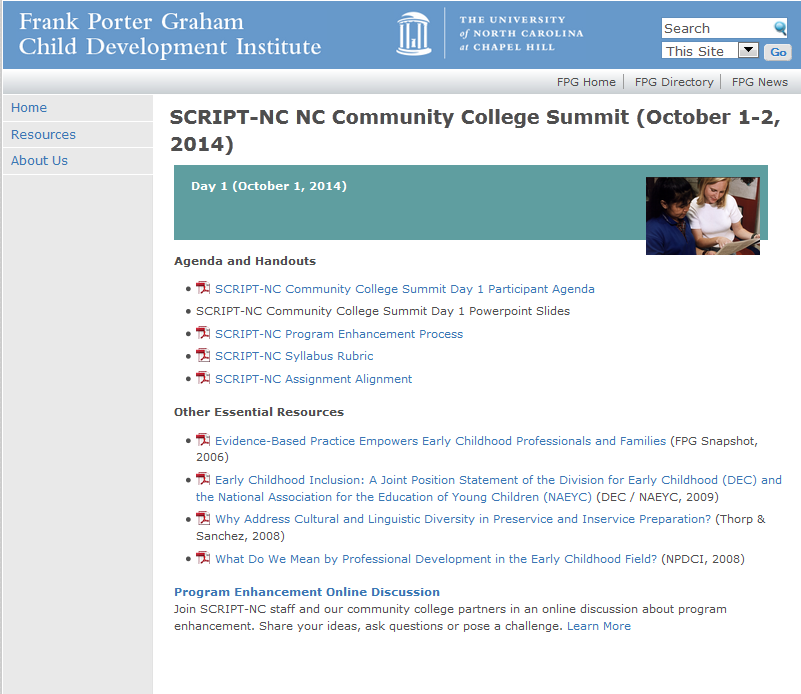 Frank Porter Graham
Child Development Institute
THE UNIVERSITY
of NORTH CAROLINA
at CHAPEL HILL
Search
This Site
Go
FPG Home
FPG Directory
FPG News
Home
Resources
About Us
SCRIPT-NC NC Community College Summit (October 1-2,
2014)
Day 1 (October 1, 2014)
Agenda and Handouts
SCRIPT-NC Community College Summit Day 1 Participant Agenda
SCRIPT-NC Community College Summit Day 1 Powerpoint Slides
SCRIPT-NC Program Enhancement Process
SCRIPT-NC Syllabus Rubric
SCRIPT-NC Assignment Alignment
Other Essential Resources
Evidence-Based Practice Empowers Early Childhood Professionals and Families (FPG Snapshot,
2006)
Early Childhood Inclusion: A Joint Position Statement of the Division for Early Childhood (DEC) and
the National Association for the Education of Young Children (NAEYC) (DEC / NAEYC, 2009)
Why Address Cultural and Linguistic Diversity in Preservice and Inservice Preparation? (Thorp &
Sanchez, 2008)
What Do We Mean by Professional Development in the Early Childhood Field? (NPDCI, 2008)
Program Enhancement Online Discussion
Join SCRIPT-NC staff and our community college partners in an online discussion about program
enhancement. Share your ideas, ask questions or pose a challenge. Learn More